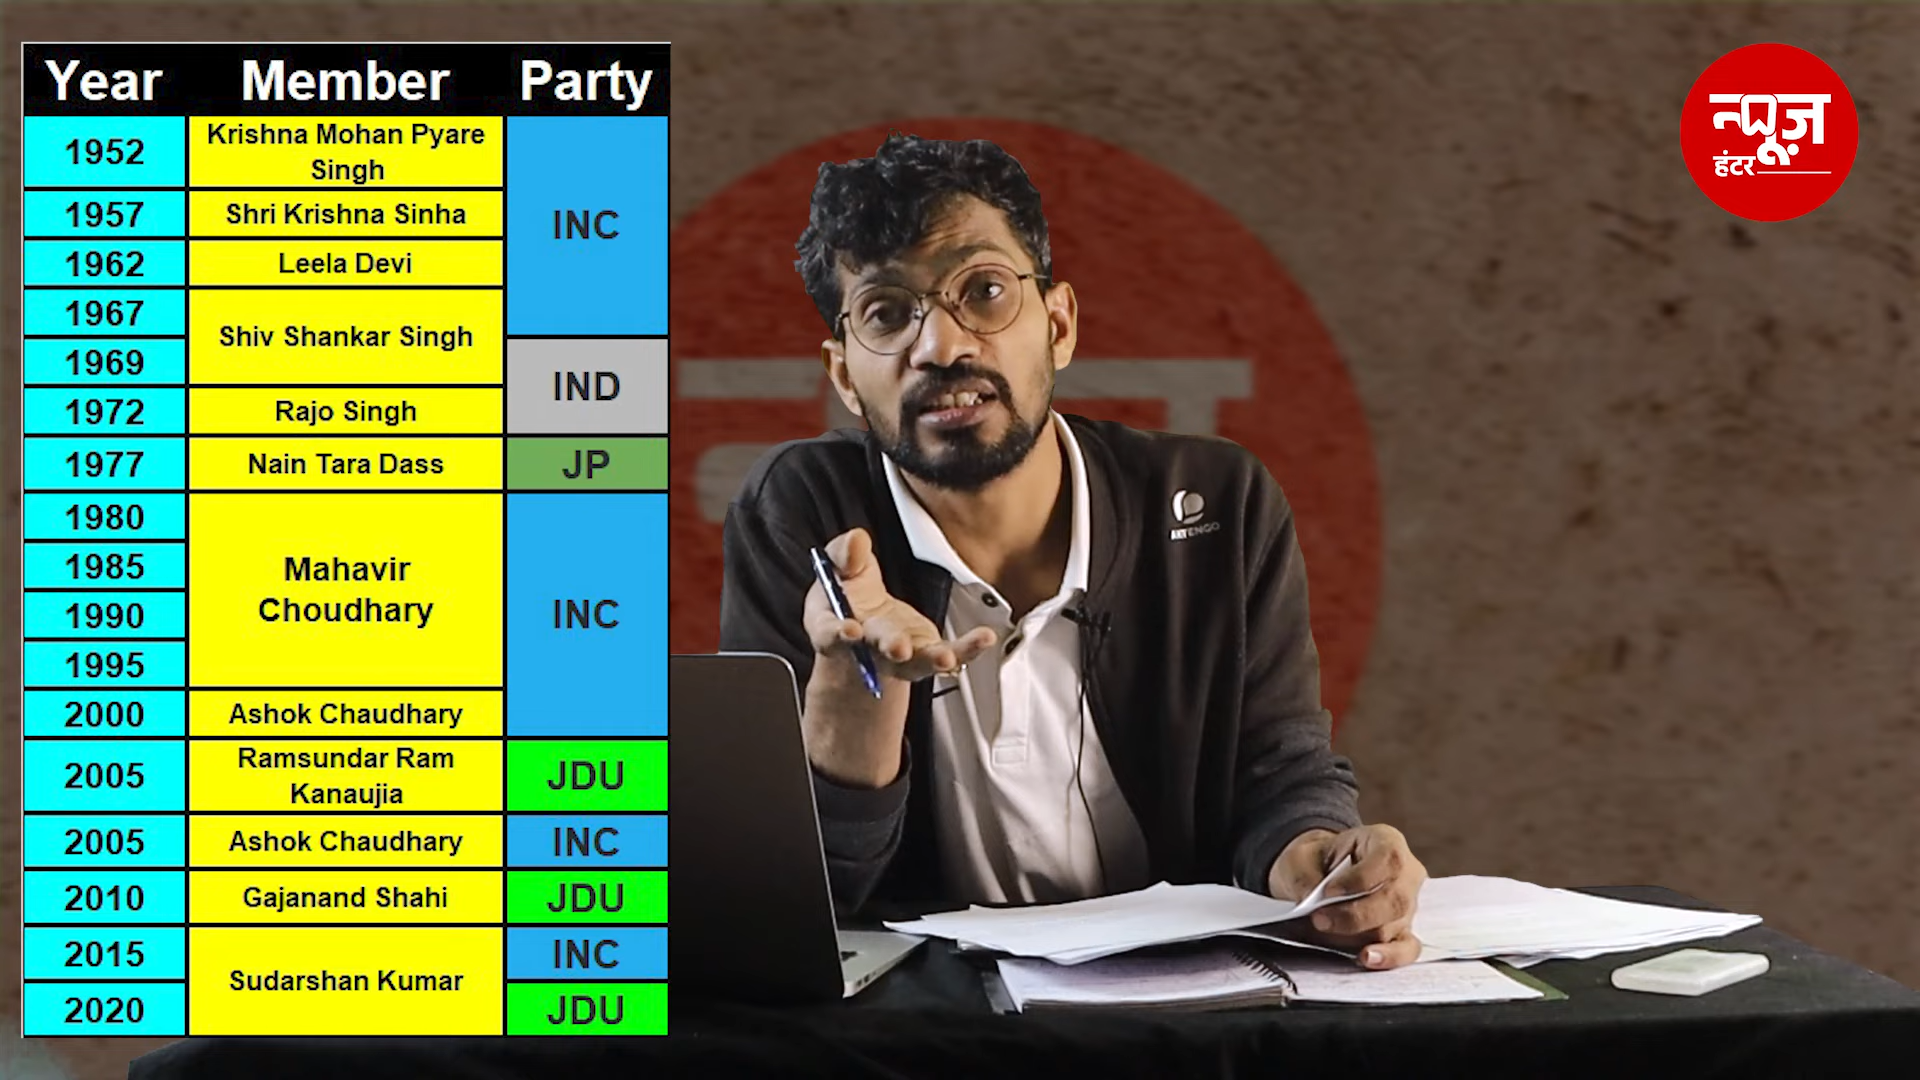 Year Member Party
1952 Krishna Mohan Pyare
Singh
INC
1957 Shri Krishna Sinha
1962 Leela Devi
1967
Shiv Shankar Singh
1969
IND
1972 Rajo Singh
1977 Nain Tara Dass JP
1980
1985
Mahavir
Choudhary
INC
1990
1995
2000 Ashok Chaudhary
2005 Ramsundar Ram
Kanaujia
JDU
2005 Ashok Chaudhary INC
2010 Gajanand Shahi JDU
2015 INC
Sudarshan Kumar
2020 JDU
न्यूज़
हंटर